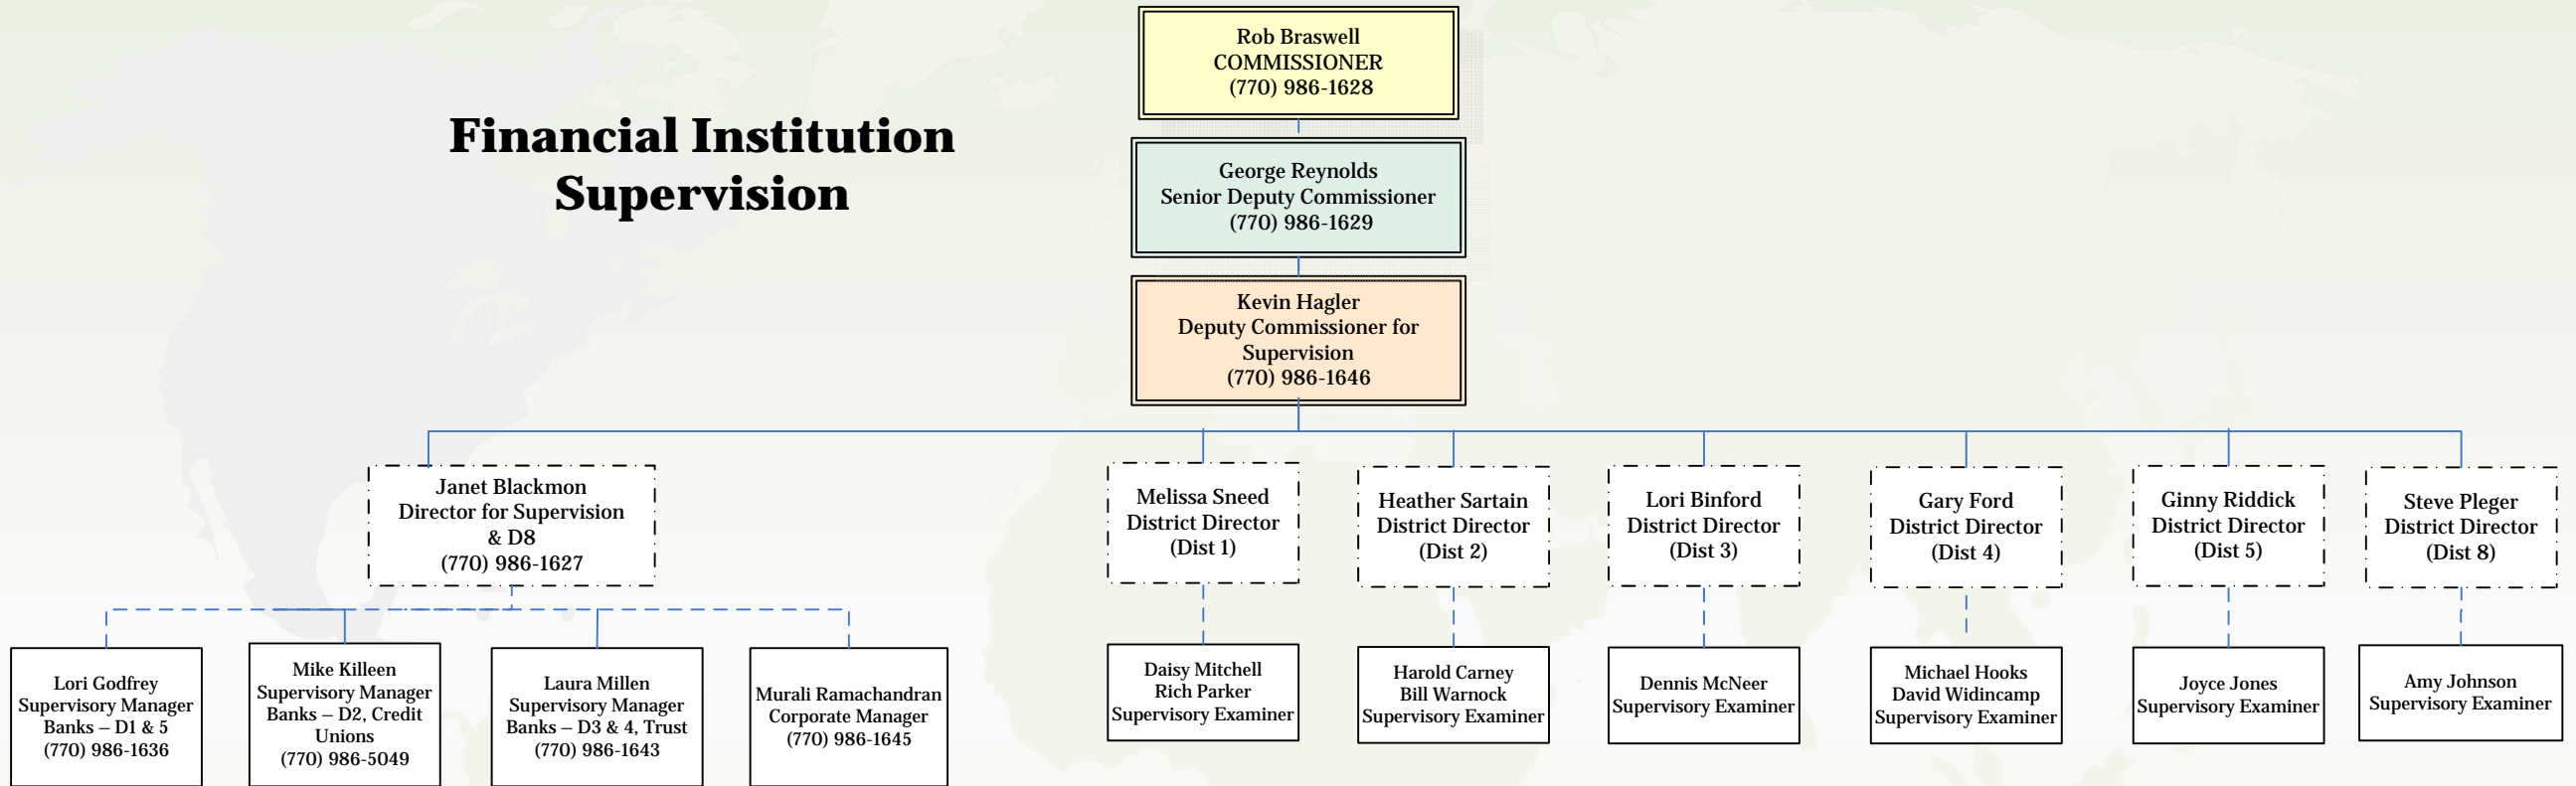 Financial Institution
Supervision
Rob Braswell
COMMISSIONER
(770) 986-1628
George Reynolds
Senior Deputy Commissioner
(770) 986-1629
Kevin Hagler
Deputy Commissioner for
Supervision
(770) 986-1646
Janet Blackmon
Director for Supervision
& D8
(770) 986-1627
Melissa Sneed
District Director
(Dist 1)
Heather Sartain
District Director
(Dist 2)
Lori Binford
District Director
(Dist 3)
Gary Ford
District Director
(Dist 4)
Ginny Riddick
District Director
(Dist 5)
Steve Pleger
District Director
(Dist 8)
Lori Godfrey
Supervisory Manager
Banks – D1 & 5
(770) 986-1636
Mike Killeen
Supervisory Manager
Banks – D2, Credit
Unions
(770) 986-5049
Laura Millen
Supervisory Manager
Banks – D3 & 4, Trust
(770) 986-1643
Murali Ramachandran
Corporate Manager
(770) 986-1645
Daisy Mitchell
Rich Parker
Supervisory Examiner
Harold Carney
Bill Warnock
Supervisory Examiner
Dennis McNeer
Supervisory Examiner
Michael Hooks
David Widincamp
Supervisory Examiner
Joyce Jones
Supervisory Examiner
Amy Johnson
Supervisory Examiner